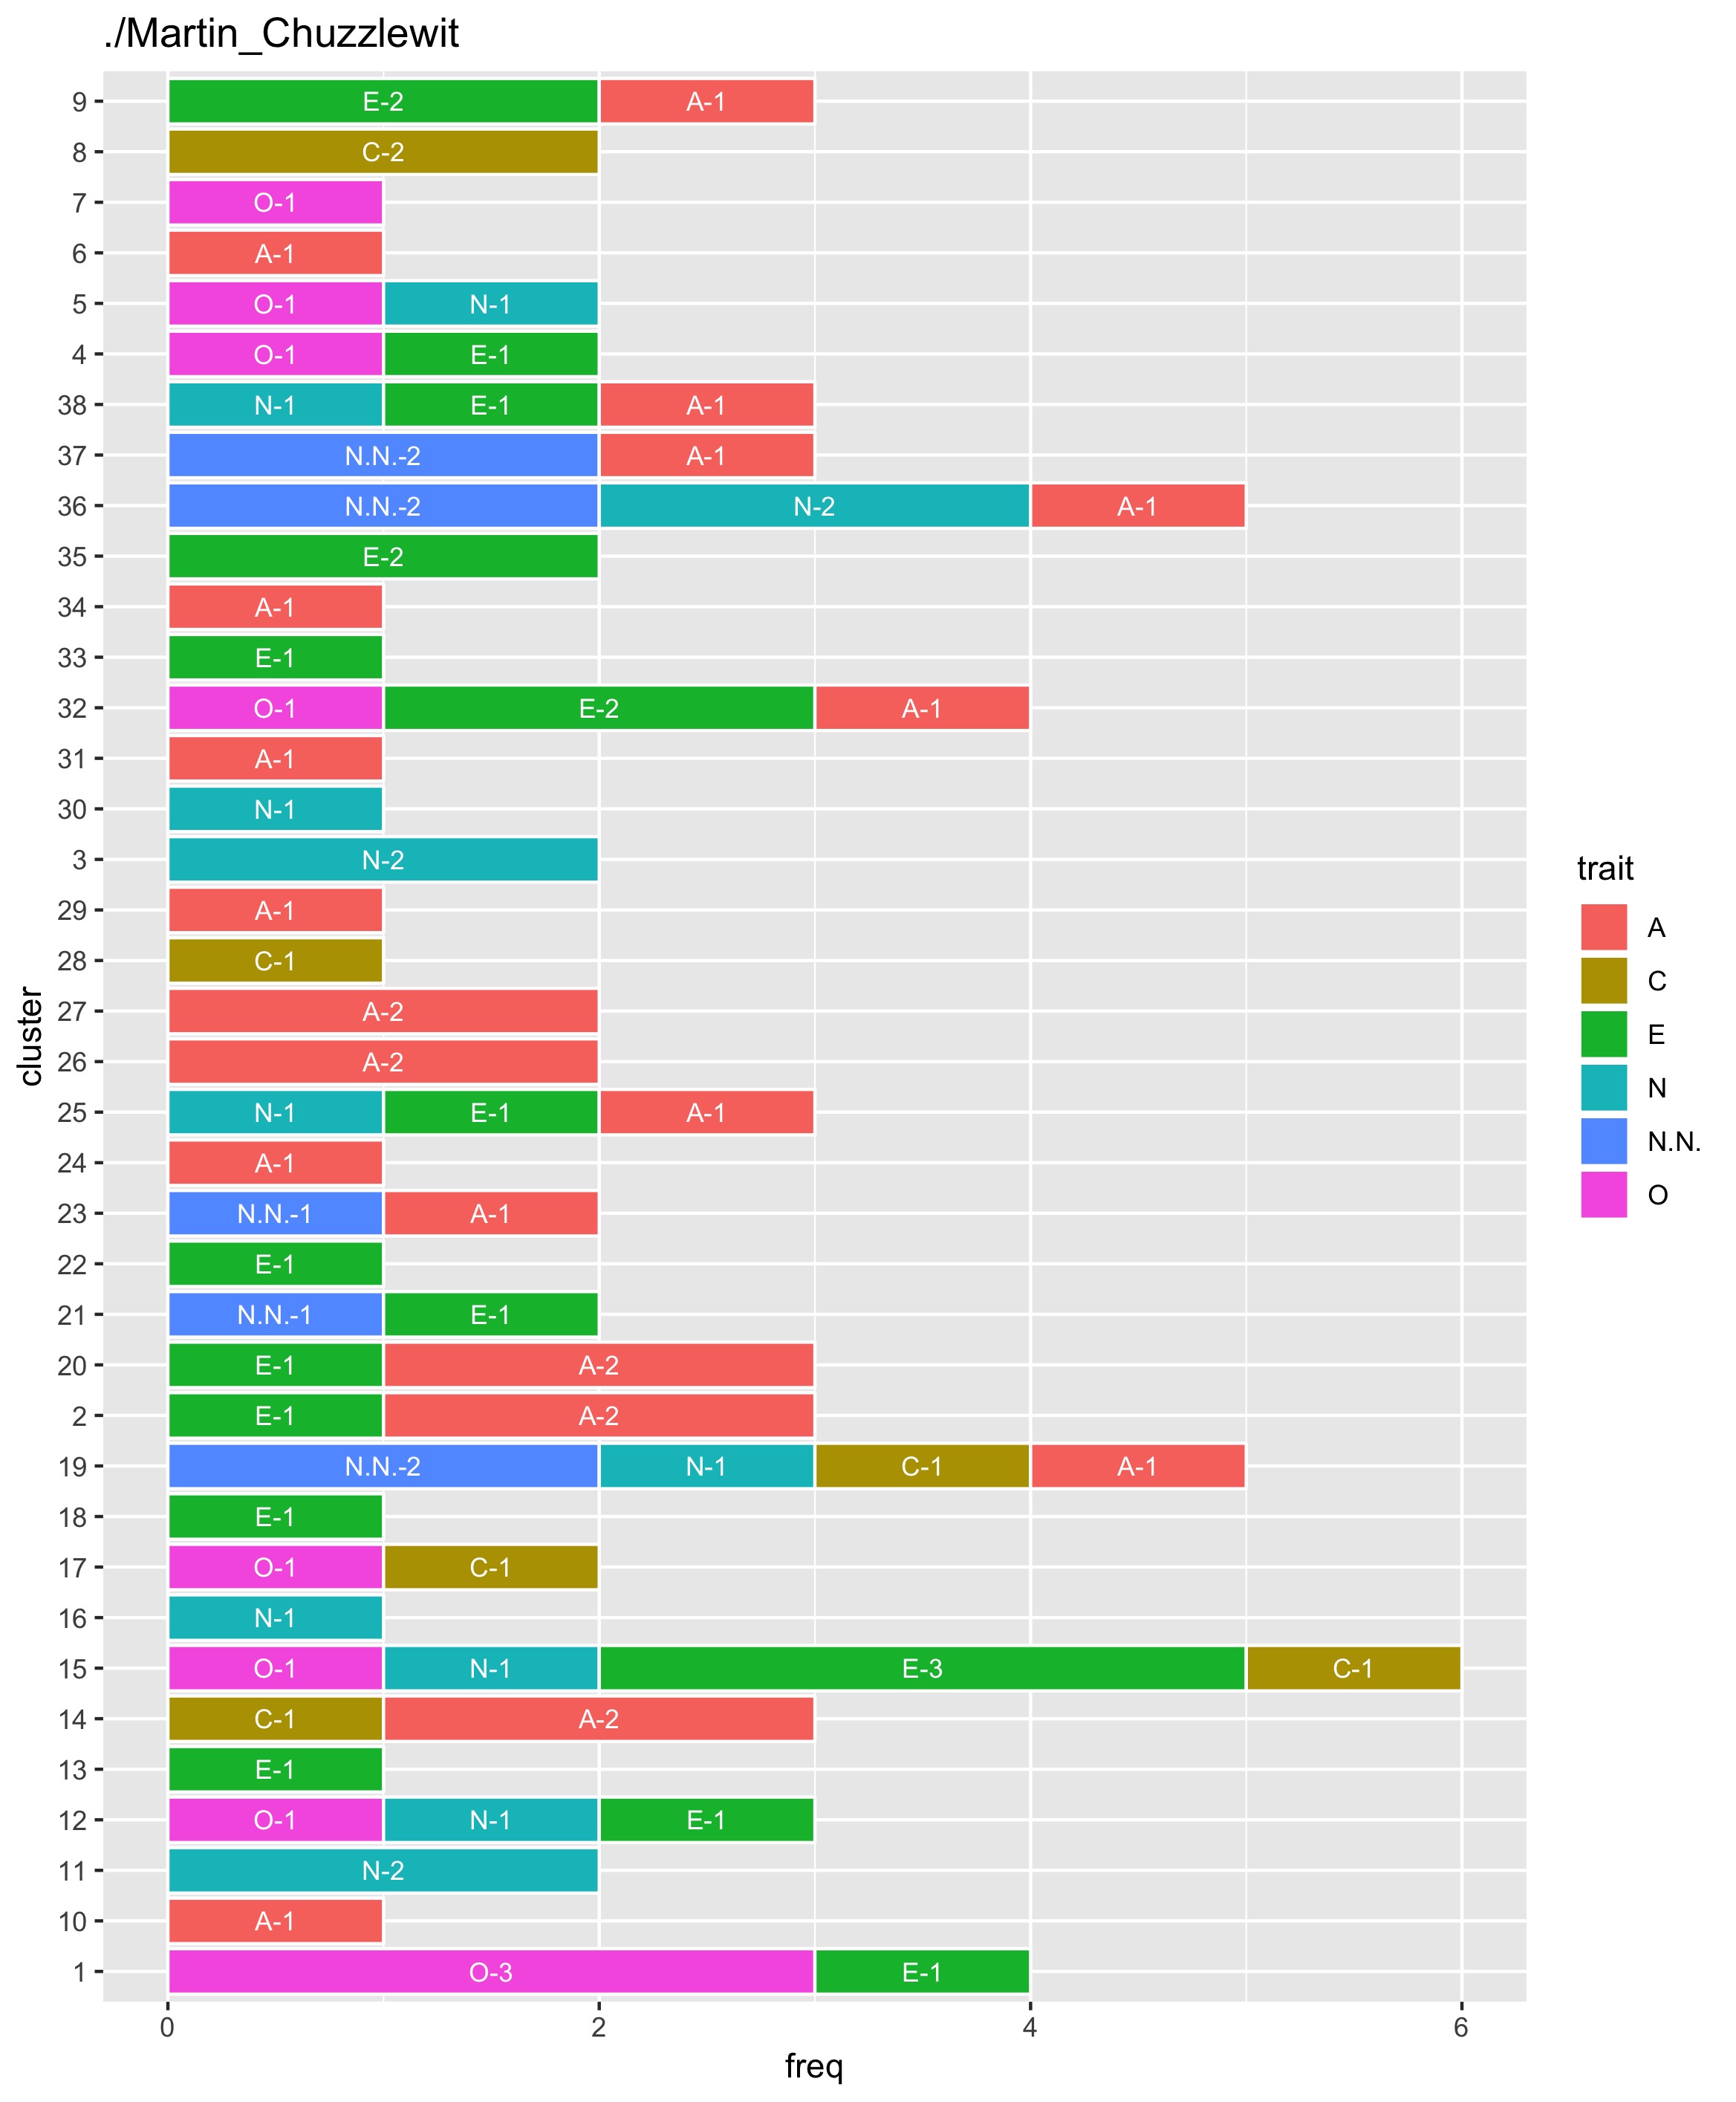 ./Martin_Chuzzlewit
9 E-2 A-1
8 C-2
7 O-1
6 A-1
5 O-1 N-1
4 O-1 E-1
38 N-1 E-1 A-1
37 N.N.-2 A-1
36 N.N.-2 N-2 A-1
35 E-2
34 A-1
33 E-1
32 O-1 E-2 A-1
31 A-1
30 N-1
3 N-2
29 A-1
28 C-1
27 A-2
26 A-2
25 N-1 E-1 A-1
24 A-1
23 N.N.-1 A-1
22 E-1
21 N.N.-1 E-1
20 E-1 A-2
2 E-1 A-2
19 N.N.-2 N-1 C-1 A-1
18 E-1
17 O-1 C-1
16 N-1
15 O-1 N-1 E-3 C-1
14 C-1 A-2
13 E-1
12 O-1 N-1 E-1
11 N-2
10 A-1
1 O-3 E-1
0 2 4 6
freq
cluster
trait
A
C
E
N
N.N.
O